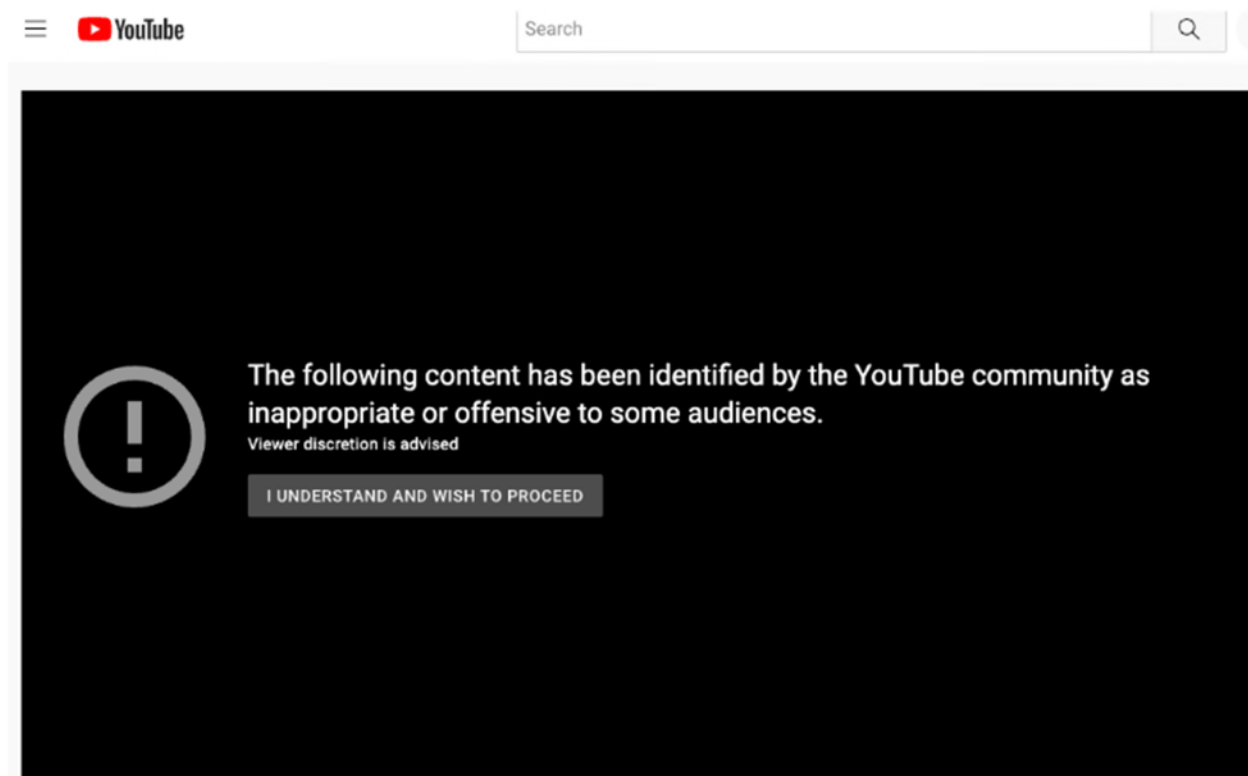 YouTube
Search
The following content has been identified by the YouTube community as
inappropriate or offensive to some audiences.
Viewer discretion is advised
I UNDERSTAND AND WISH TO PROCEED